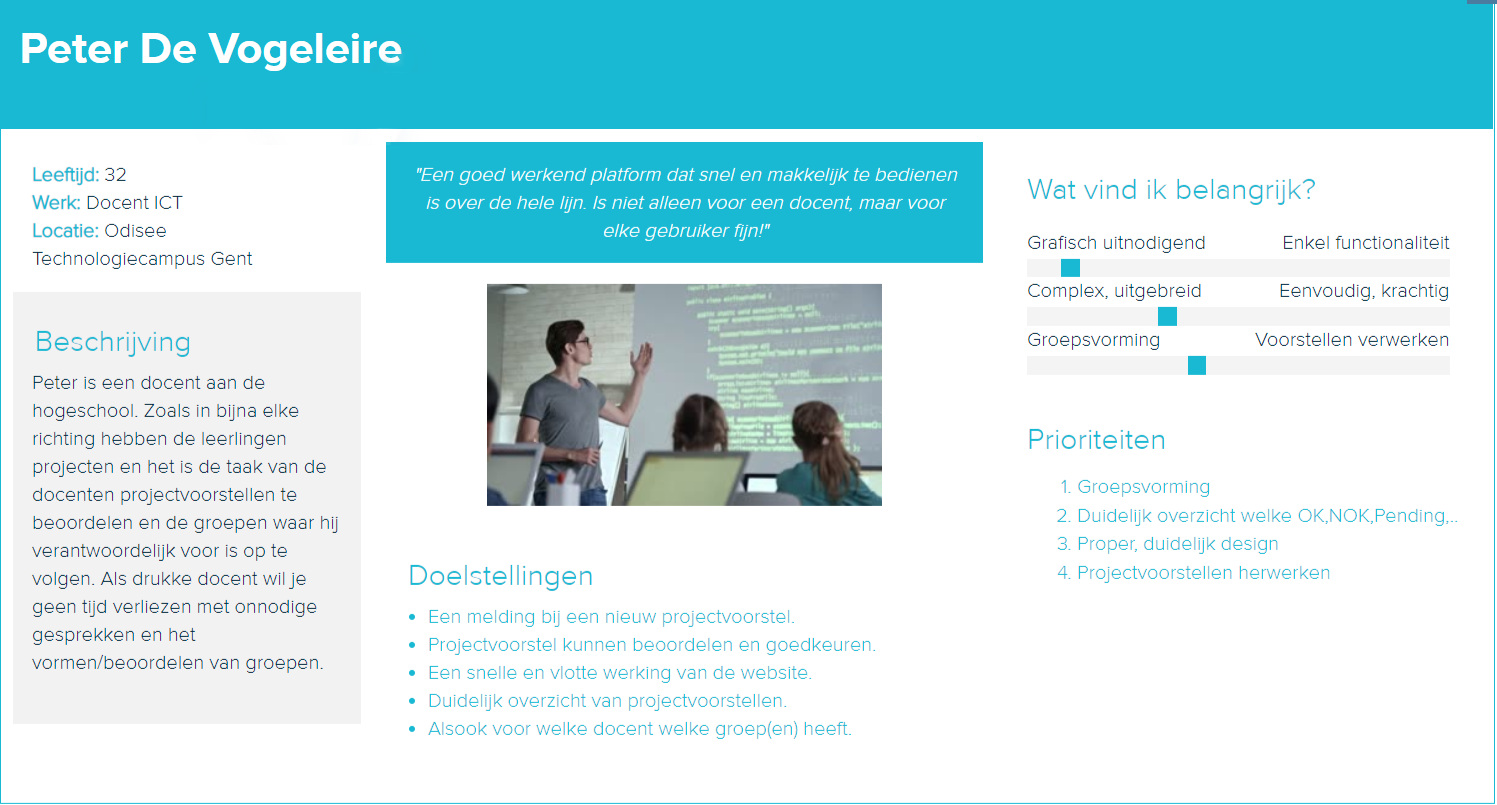 Peter De Vogeleire
Leeftijd: 32
Werk: Docent ICT
Locatie: Odisee
Technologiecampus Gent
Beschrijving
Peter is een docent aan de
hogeschool. Zoals in bijna elke
richting hebben de leerlingen
projecten en het is de taak van de
docenten projectvoorstellen te
beoordelen en de groepen waar hij
verantwoordelijk voor is op te
volgen. Als drukke docent wil je
geen tijd verliezen met onnodige
gesprekken en het
vormen/beoordelen van groepen.
"Een goed werkend platform dat snel en makkelijk te bedienen
is over de hele lijn. Is niet alleen voor een docent, maar voor
elke gebruiker fijn!"
Doelstellingen
• Een melding bij een nieuw projectvoorstel.
• Projectvoorstel kunnen beoordelen en goedkeuren.
• Een snelle en vlotte werking van de website.
• Duidelijk overzicht van projectvoorstellen.
• Alsook voor welke docent welke groep(en) heeft.
Wat vind ik belangrijk?
Grafisch uitnodigend Enkel functionaliteit
Complex, uitgebreid Eenvoudig, krachtig
Groepsvorming Voorstellen verwerken
Prioriteiten
1. Groepsvorming
2. Duidelijk overzicht welke OK,NOK,Pending,..
3. Proper, duidelijk design
4. Projectvoorstellen herwerken